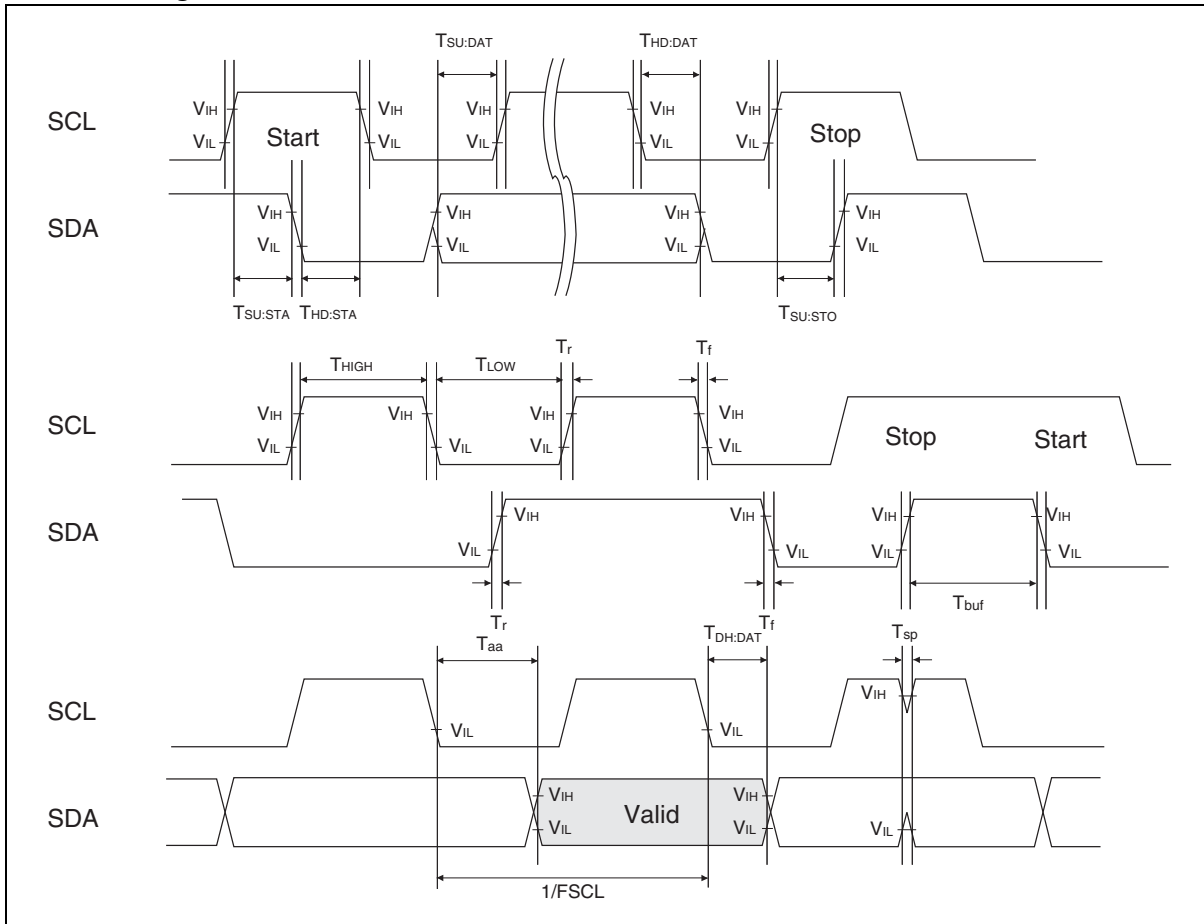 TSU:DAT THD:DAT
SCL VIH VIH VIH VIH VIH
VIL Start VIL VIL VIL VIL Stop
SDA VIH VIH VIH VIH
VIL VIL VIL VIL
TSU:STA THD:STA TSU:STO
THIGH TLOW Tr Tf
SCL VIH VIH VIH VIH
VIL VIL VIL VIL Stop Start
SDA VIH VIH VIH VIH
VIL VIL VIL VIL
Tr Tf Tbuf
Taa TDH:DAT Tsp
SCL VIH
VIL VIL
SDA VIH Valid VIH
VIL VIL VIL
1/FSCL